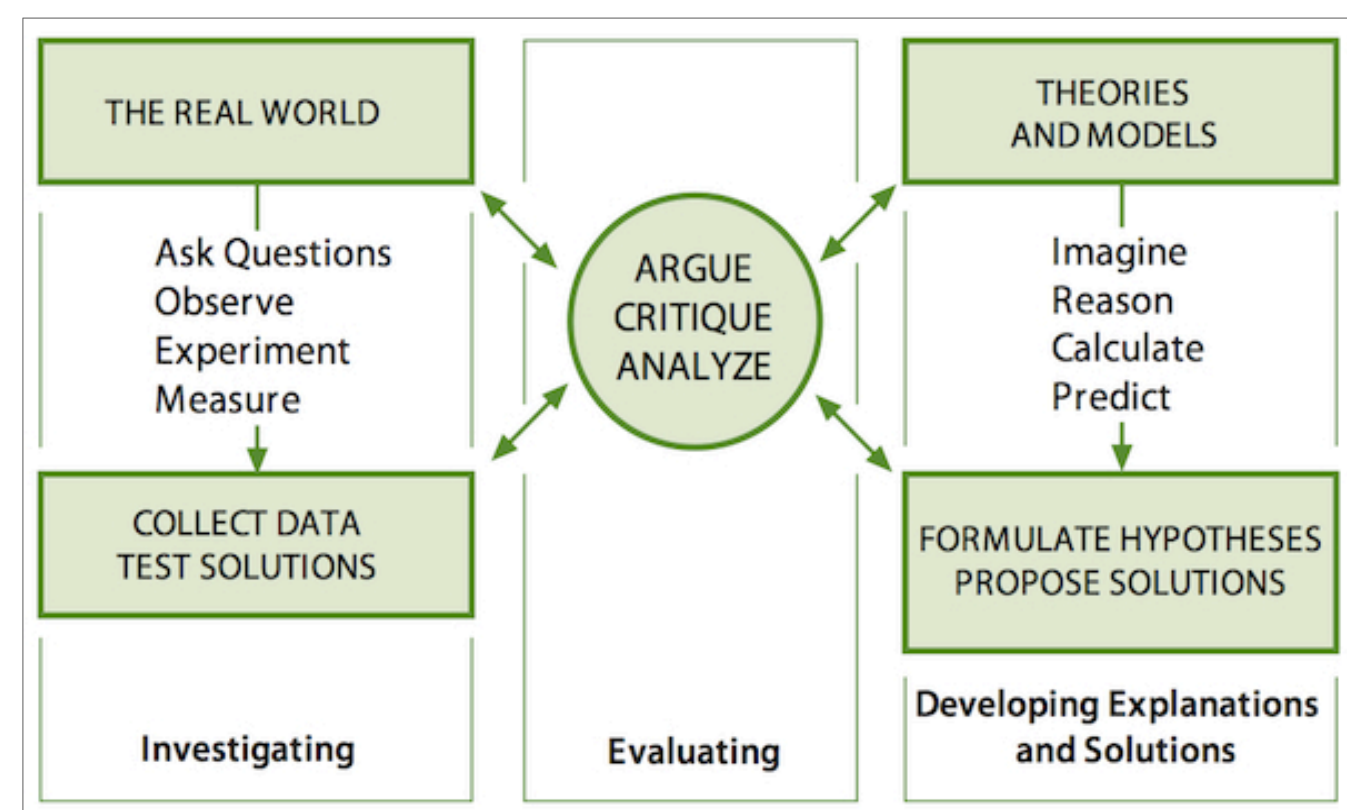 THE REAL WORLD
Ask Questions
Observe
Experiment
Measure
COLLECT DATA
TEST SOLUTIONS
Investigating
ARGUE
CRITIQUE
ANALYZE
Evaluating
THEORIES
AND MODELS
Imagine
Reason
Calculate
Predict
FORMULATE HYPOTHESES
PROPOSE SOLUTIONS
Developing Explanations
and Solutions